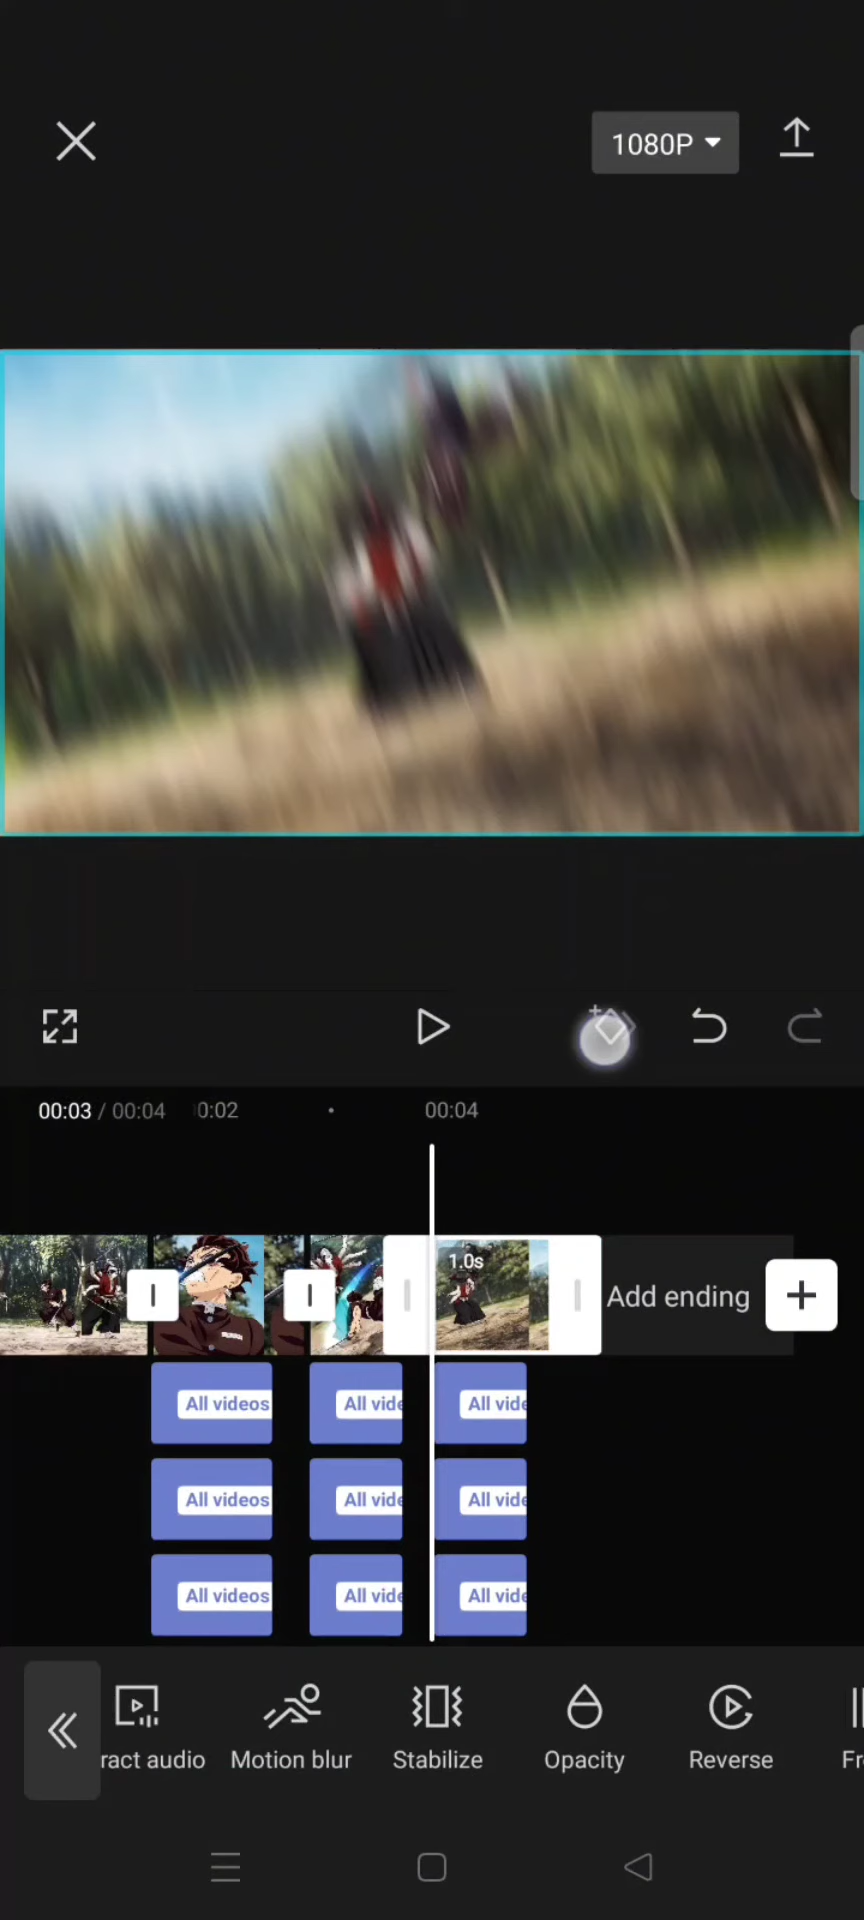 1080P
00:03 / 00:04
0:02
00:04
1.0s
Add ending
All videos
All vide
All vide
All videos
All vide
All vide
All videos
All vide
All vide
ract audio
Motion blur
Stabilize
Opacity
Reverse
Fr